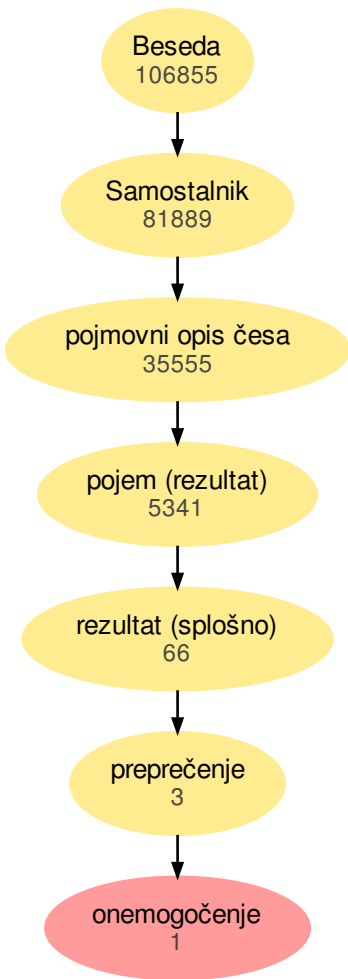 Beseda
106855
Samostalnik
81889
pojmovni opis česa
35555
pojem (rezultat)
5341
rezultat (splošno)
66
preprečenje
3
onemogočenje
1